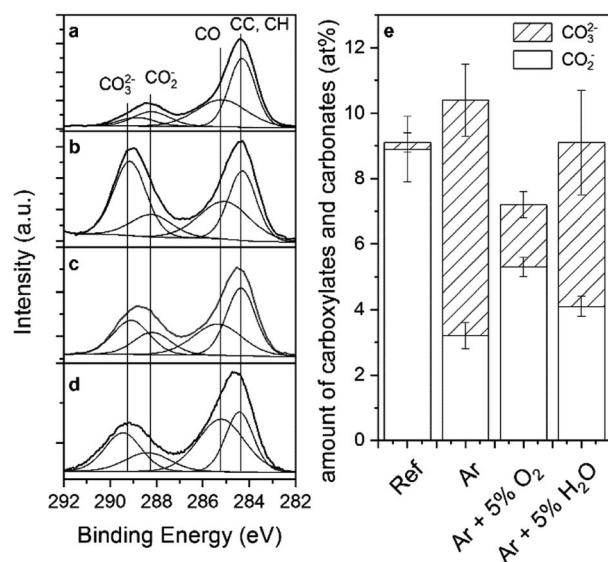 a
CO
CC, CH
CO₃²⁻
CO₂⁻
b
c
d
Intensity (a.u.)
292 290 288 286 284 282
Binding Energy (eV)
e
CO₃²⁻
CO₂⁻
amount of carboxylates and carbonates (at%)
12
10
8
6
4
2
0
Ref
Ar
Ar + 5% O₂
Ar + 5% H₂O